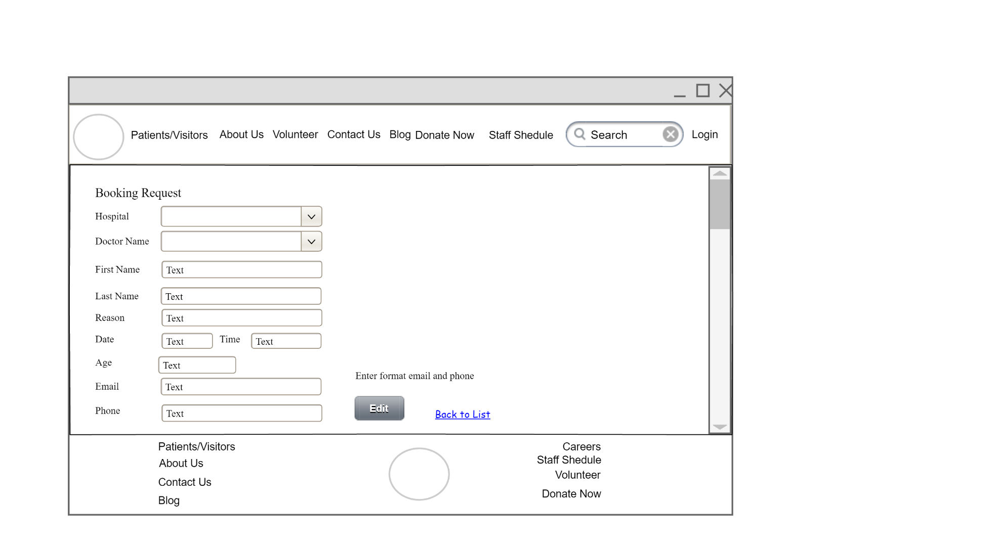 Patients/Visitors About Us Volunteer Contact Us Blog Donate Now Staff Shedule Search Login
Booking Request
Hospital
Doctor Name
First Name Text
Last Name Text
Reason Text
Date Text Time Text
Age Text
Enter format email and phone
Email Text
Edit
Phone Text
Back to List
Patients/Visitors
About Us
Contact Us
Blog
Careers
Staff Shedule
Volunteer
Donate Now